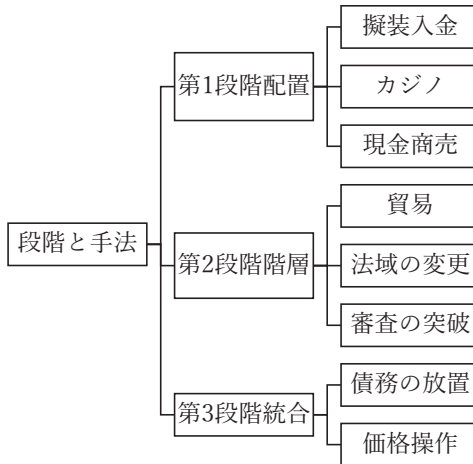 段階と手法
第1段階配置
擬装入金
カジノ
現金商売
第2段階階層
貿易
法域の変更
審査の突破
第3段階統合
債務の放置
価格操作